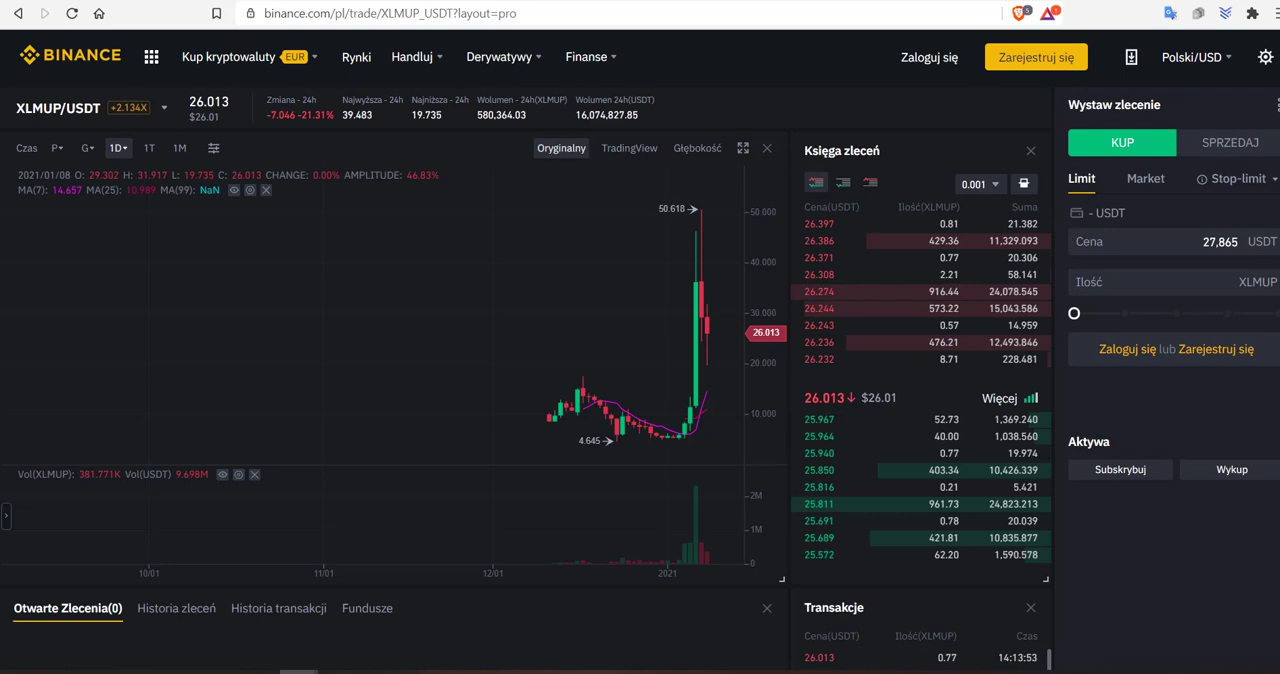 binance.com/pl/trade/XLMUP_USDT?layout=pro
5
1
BINANCE
Kup kryptowaluty EUR
Rynki
Handluj
Derywatywy
Finanse
Zaloguj się
Zarejestruj się
Polski/USD
XLMUP/USDT +2.134X
26.013
$26.01
Zmiana - 24h
-7.046 -21.31%
Najwyższa - 24h
39.483
Najniższa - 24h
19.735
Wolumen - 24h(XLMUP)
580,364.03
Wolumen 24h(USDT)
16,074,827.85
Czas P G 1D 1T 1M
Oryginalny TradingView Głębokość
2021/01/08 O: 29.302 H: 31.917 L: 19.735 C: 26.013 CHANGE: 0.00% AMPLITUDE: 46.83%
MA(7): 14.657 MA(25): 10.989 MA(99): NaN
50.618
4.645
50.000
40.000
30.000
26.013
20.000
10.000
Vol(XLMUP): 381.771K Vol(USDT) 9.698M
2M
1M
0
10/01 11/01 12/01 2021
Otwarte Zlecenia(0) Historia zleceń Historia transakcji Fundusze
Księga zleceń
0.001
Cena(USDT) Ilość(XLMUP) Suma
26.397 0.81 21.382
26.386 429.36 11,329.093
26.371 0.77 20.306
26.308 2.21 58.141
26.274 916.44 24,078.545
26.244 573.22 15,043.586
26.243 0.57 14.959
26.236 476.21 12,493.846
26.232 8.71 228.481
26.013 $26.01 Więcej
25.967 52.73 1,369.240
25.964 40.00 1,038.560
25.940 0.77 19.974
25.850 403.34 10,426.339
25.816 0.21 5.421
25.811 961.73 24,823.213
25.691 0.78 20.039
25.689 421.81 10,835.877
25.572 62.20 1,590.578
Transakcje
Cena(USDT) Ilość(XLMUP) Czas
26.013 0.77 14:13:53
Wystaw zlecenie
KUP SPRZEDAJ
Limit Market Stop-limit
- USDT
Cena 27,865 USDT
Ilość XLMUP
Zaloguj się lub Zarejestruj się
Aktywa
Subskrybuj Wykup